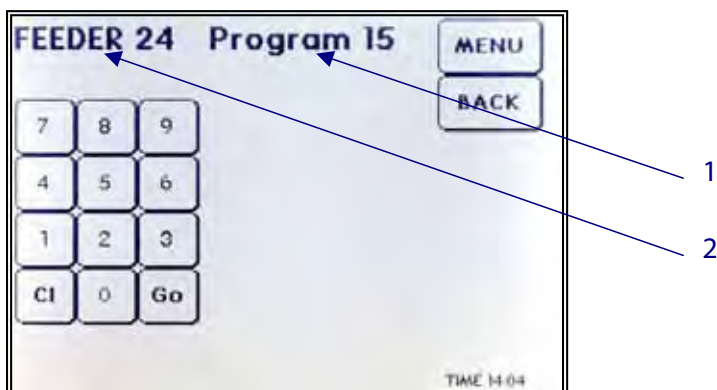 FEEDER 24 Program 15
MENU
BACK
7 8 9
4 5 6
1 2 3
Cl 0 Go
1
2
TIME 14 04